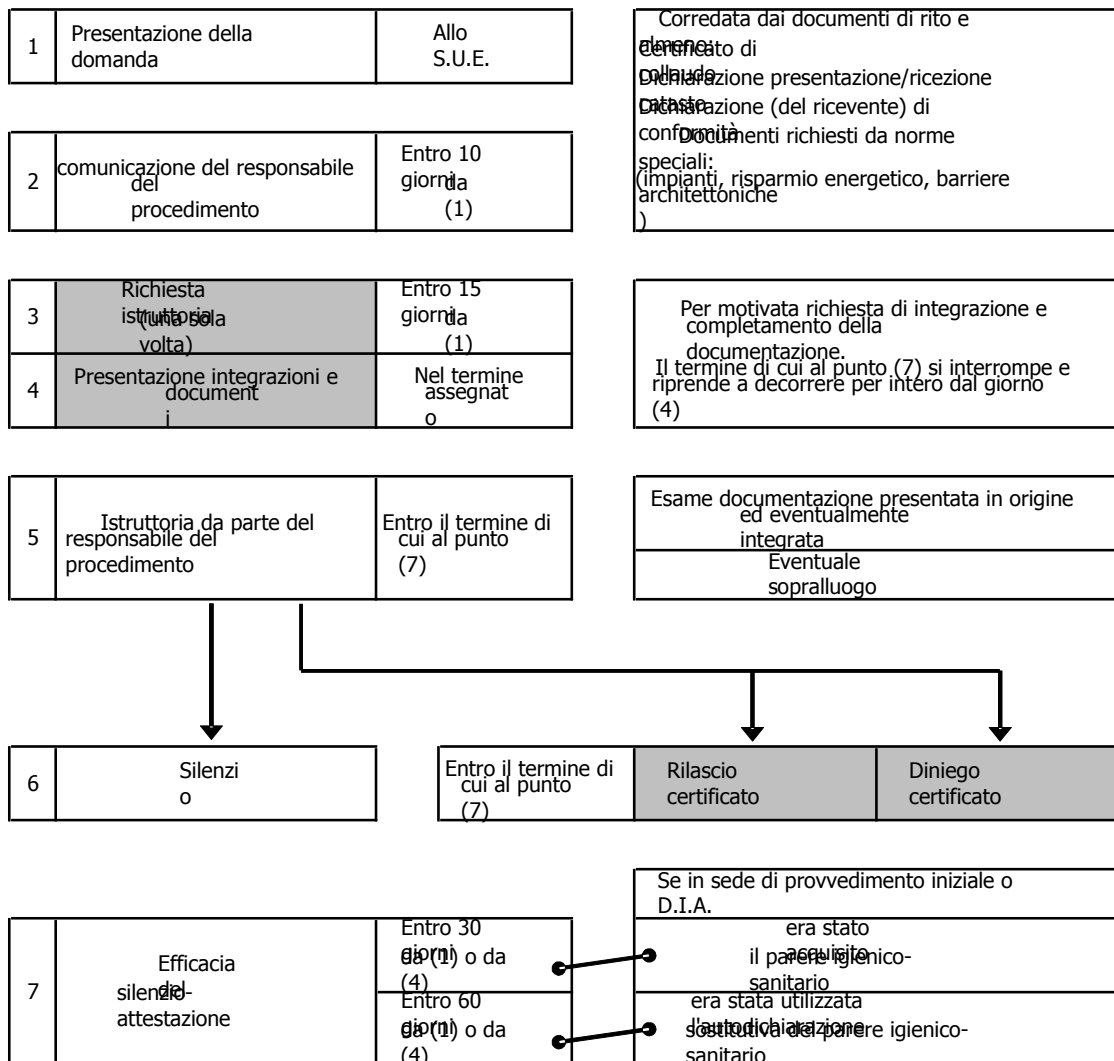 1
Presentazione della
domanda
Allo
S.U.E.
Corredata dai documenti di rito e
almeno:
Certificato di
collaudo
Dichiarazione presentazione/ricezione
catasto
Dichiarazione (del ricevente) di
conformità
Documenti richiesti da norme
speciali:
(impianti, risparmio energetico, barriere
architettoniche
)
2
comunicazione del responsabile
del
procedimento
Entro 10
giorni
da
(1)
3
Richiesta
istruttoria
(una sola
volta)
Entro 15
giorni
da
(1)
4
Presentazione integrazioni e
document
i
Nel termine
assegnat
o
Per motivata richiesta di integrazione e
completamento della
documentazione.
Il termine di cui al punto (7) si interrompe e
riprende a decorrere per intero dal giorno
(4)
5
Istruttoria da parte del
responsabile del
procedimento
Entro il termine di
cui al punto
(7)
Esame documentazione presentata in origine
ed eventualmente
integrata
Eventuale
sopralluogo
6
Silenzi
o
Entro il termine di
cui al punto
(7)
Rilascio
certificato
Diniego
certificato
7
Efficacia
del
silenzio-
attestazione
Entro 30
giorni
da (1) o da
(4)
Entro 60
giorni
da (1) o da
(4)
Se in sede di provvedimento iniziale o
D.I.A.
era stato
acquisito
il parere igienico-
sanitario
era stata utilizzata
l'autodichiarazione
sostitutiva del parere igienico-
sanitario